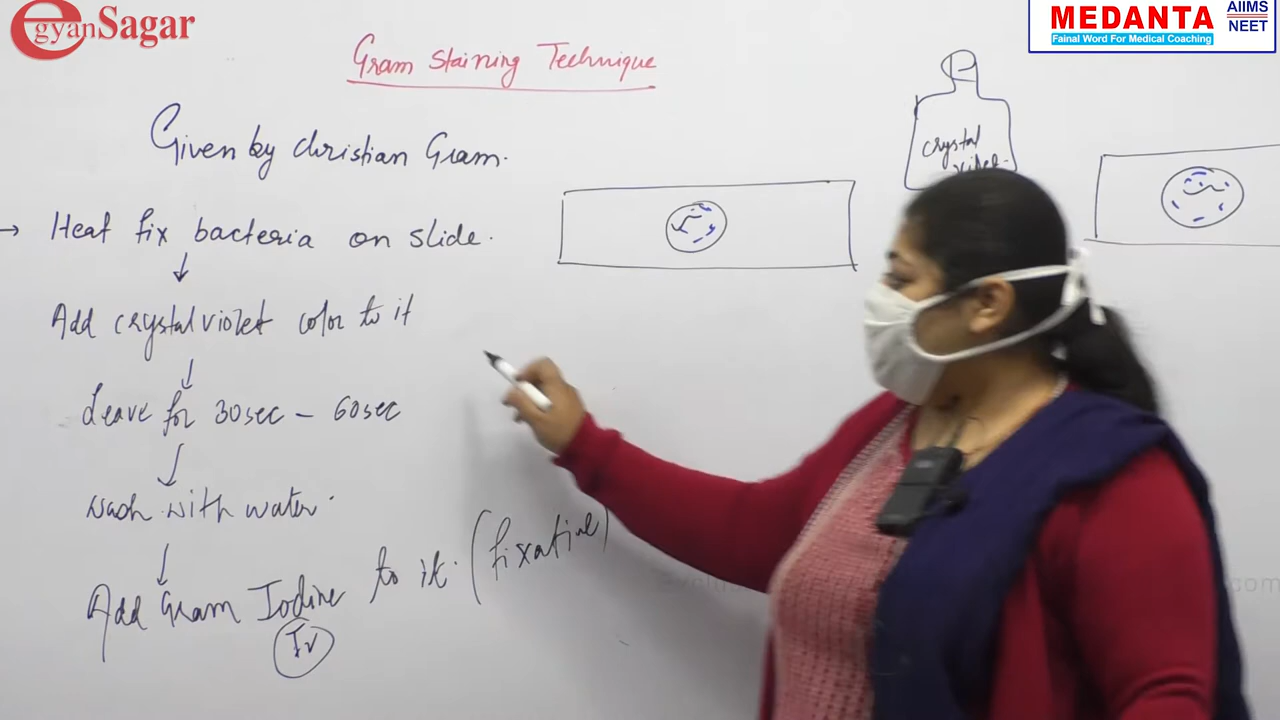 egyanSagar
MEDANTA
AIIMS
NEET
Fainal Word For Medical Coaching
Gram Staining Technique
Given by Christian Gram.
crystal
→ Heat fix bacteria on slide.
↓
Add crystal violet color to it
↓
Leave for 30sec – 60sec
↓
Wash with water.
↓
Add Gram Iodine to it. (fixative)